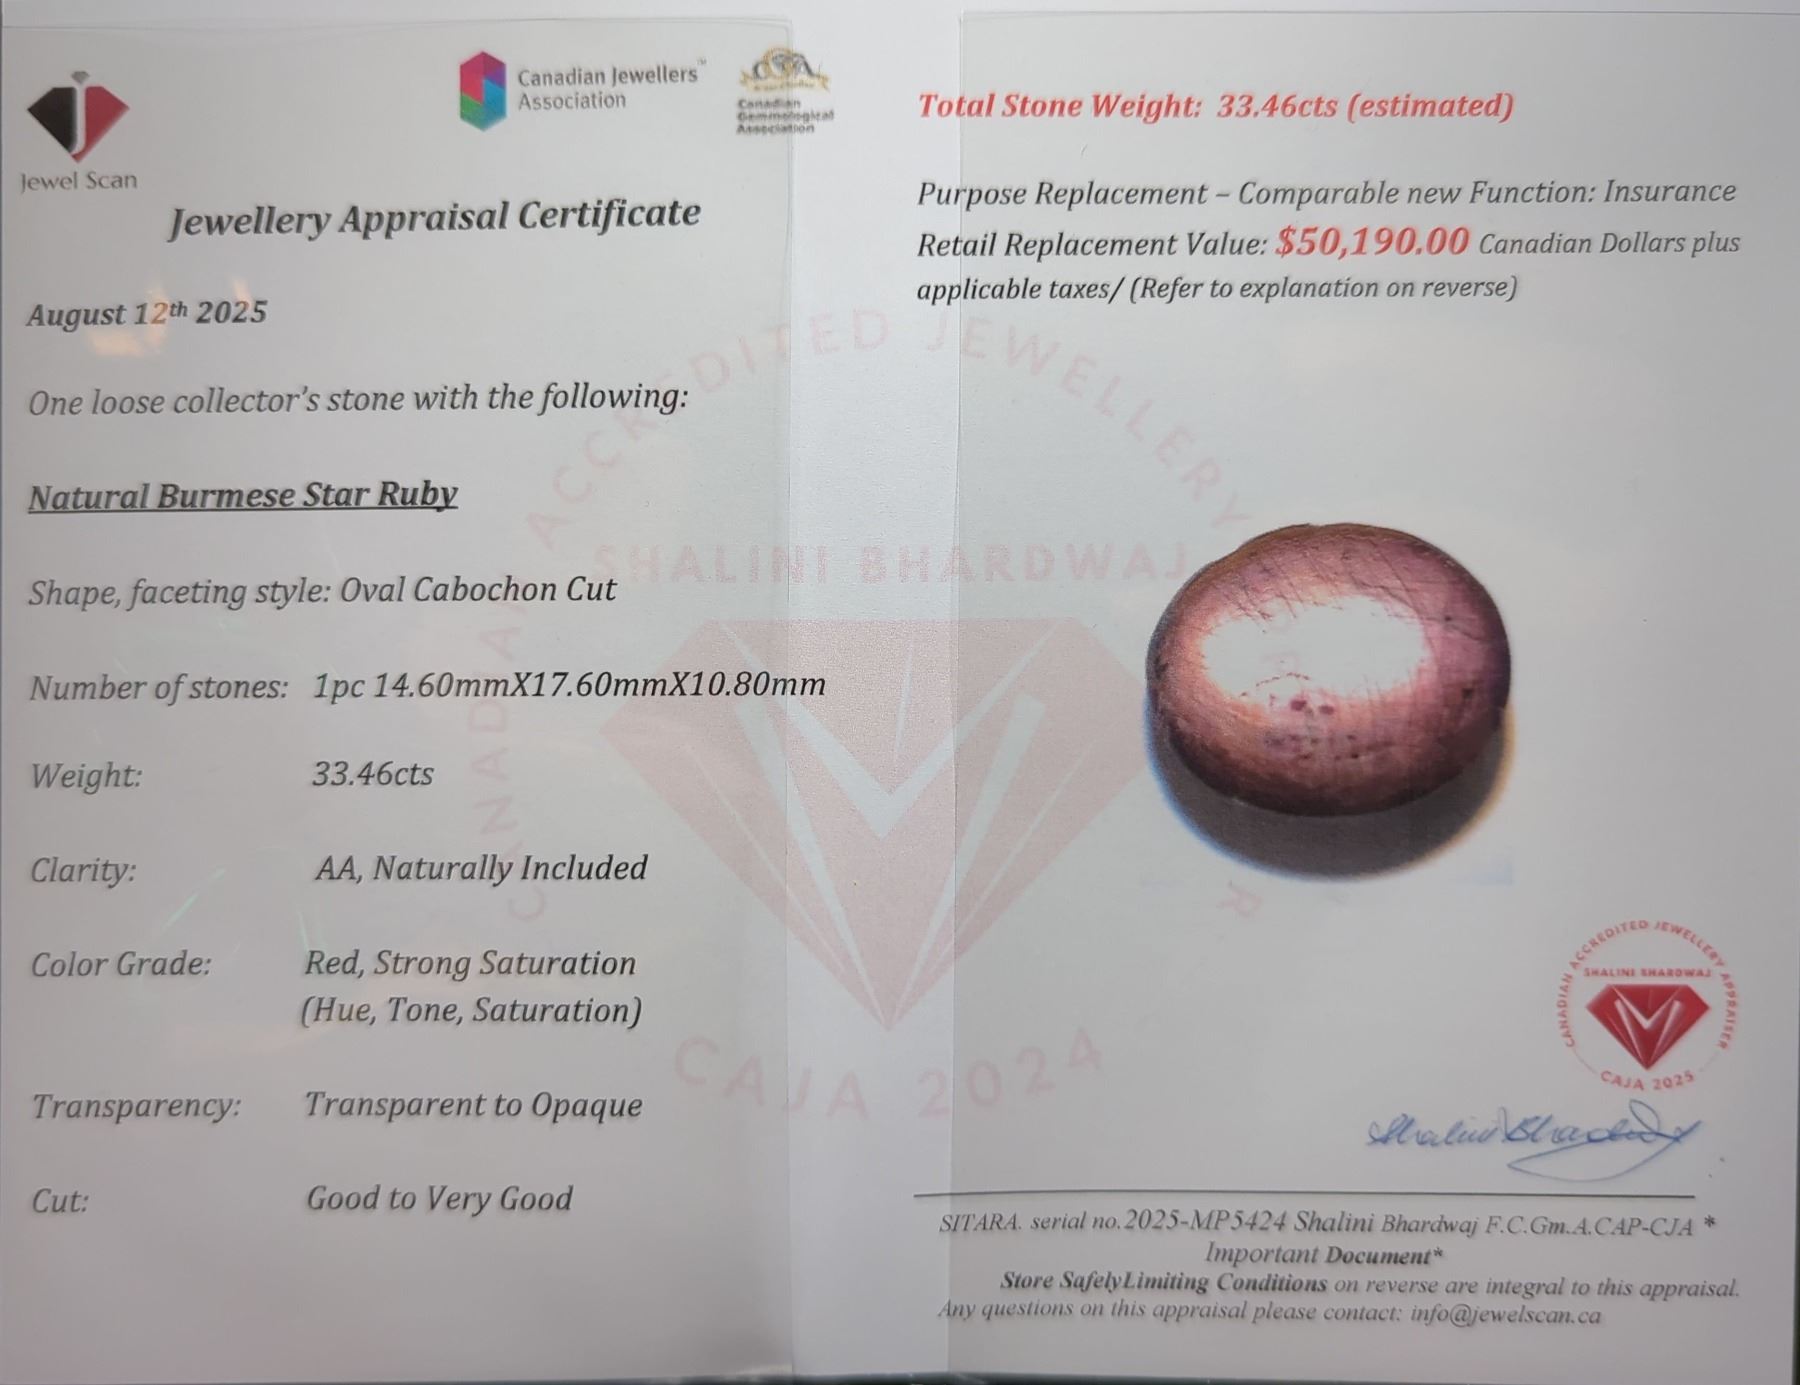 Jewel Scan
Canadian Jewellers™
Association
CGA
Canadian
Gemmological
Association
Jewellery Appraisal Certificate
August 12th 2025
One loose collector's stone with the following:
Natural Burmese Star Ruby
Shape, faceting style: Oval Cabochon Cut
Number of stones: 1pc 14.60mmX17.60mmX10.80mm
Weight: 33.46cts
Clarity: AA, Naturally Included
Color Grade: Red, Strong Saturation
(Hue, Tone, Saturation)
Transparency: Transparent to Opaque
Cut: Good to Very Good
Total Stone Weight: 33.46cts (estimated)
Purpose Replacement – Comparable new Function: Insurance
Retail Replacement Value: $50,190.00 Canadian Dollars plus
applicable taxes/ (Refer to explanation on reverse)
CANADIAN ACCREDITED JEWELLERY
SHALINI BHARDWAJ
CAJA 2024
CANADIAN ACCREDITED JEWELLERY APPRAISER
SHALINI BHARDWAJ
CAJA 2025
Shalini Bhardwaj
SITARA. serial no.2025-MP5424 Shalini Bhardwaj F.C.Gm.A.CAP-CJA *
Important Document*
Store SafelyLimiting Conditions on reverse are integral to this appraisal.
Any questions on this appraisal please contact: info@jewelscan.ca